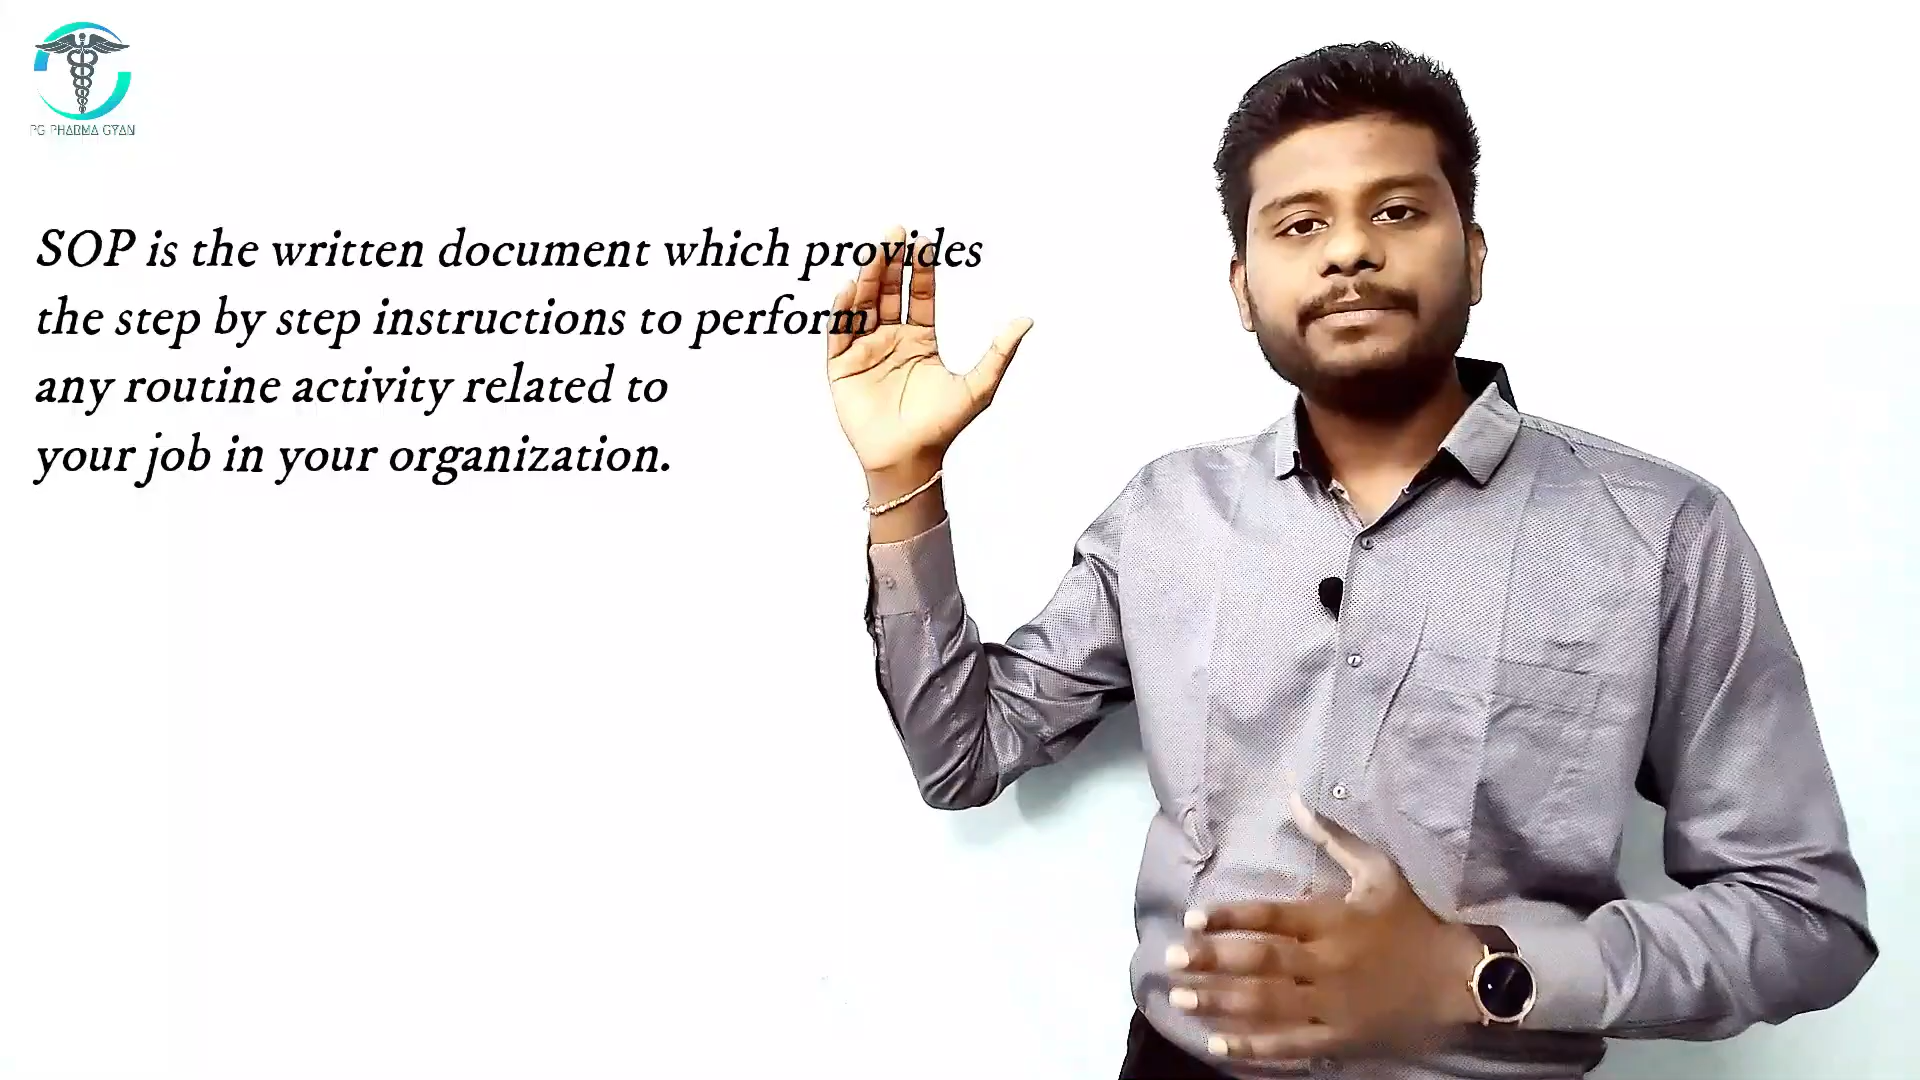 PG PHARMA GYAN
SOP is the written document which provides
the step by step instructions to perform
any routine activity related to
your job in your organization.